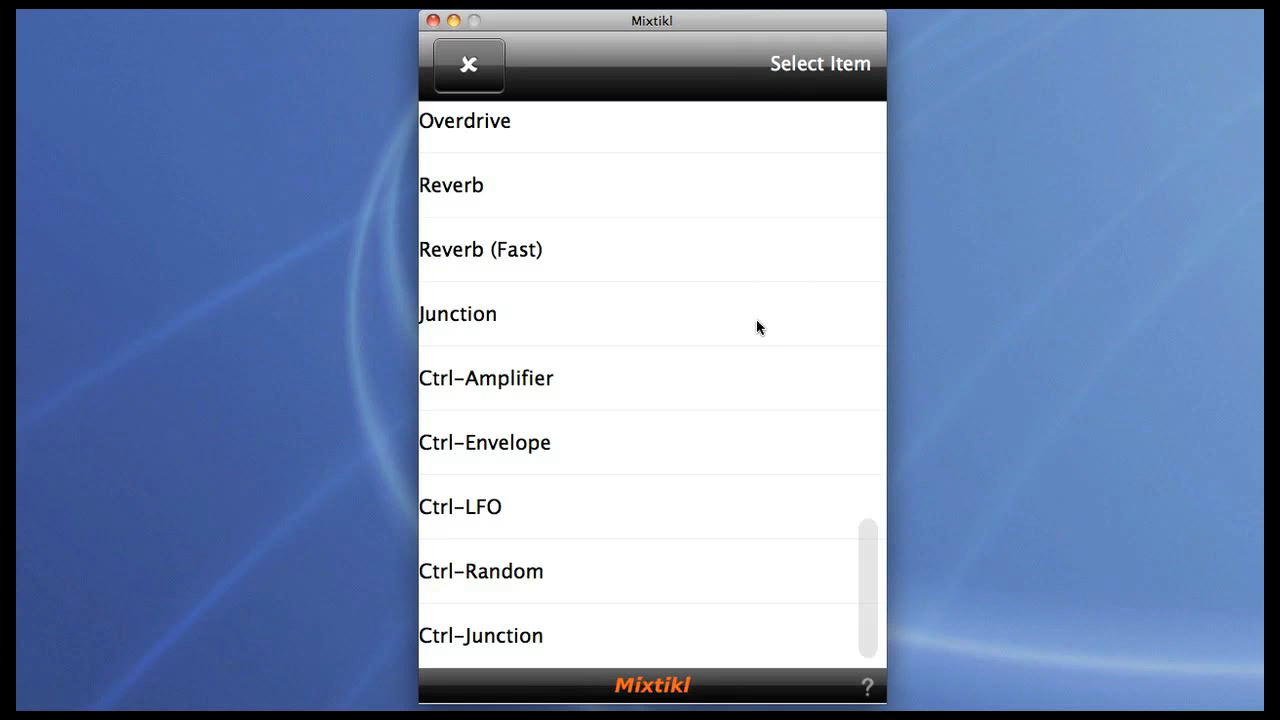 Mixtikl
Select Item
Overdrive
Reverb
Reverb (Fast)
Junction
Ctrl-Amplifier
Ctrl-Envelope
Ctrl-LFO
Ctrl-Random
Ctrl-Junction
Mixtikl
?